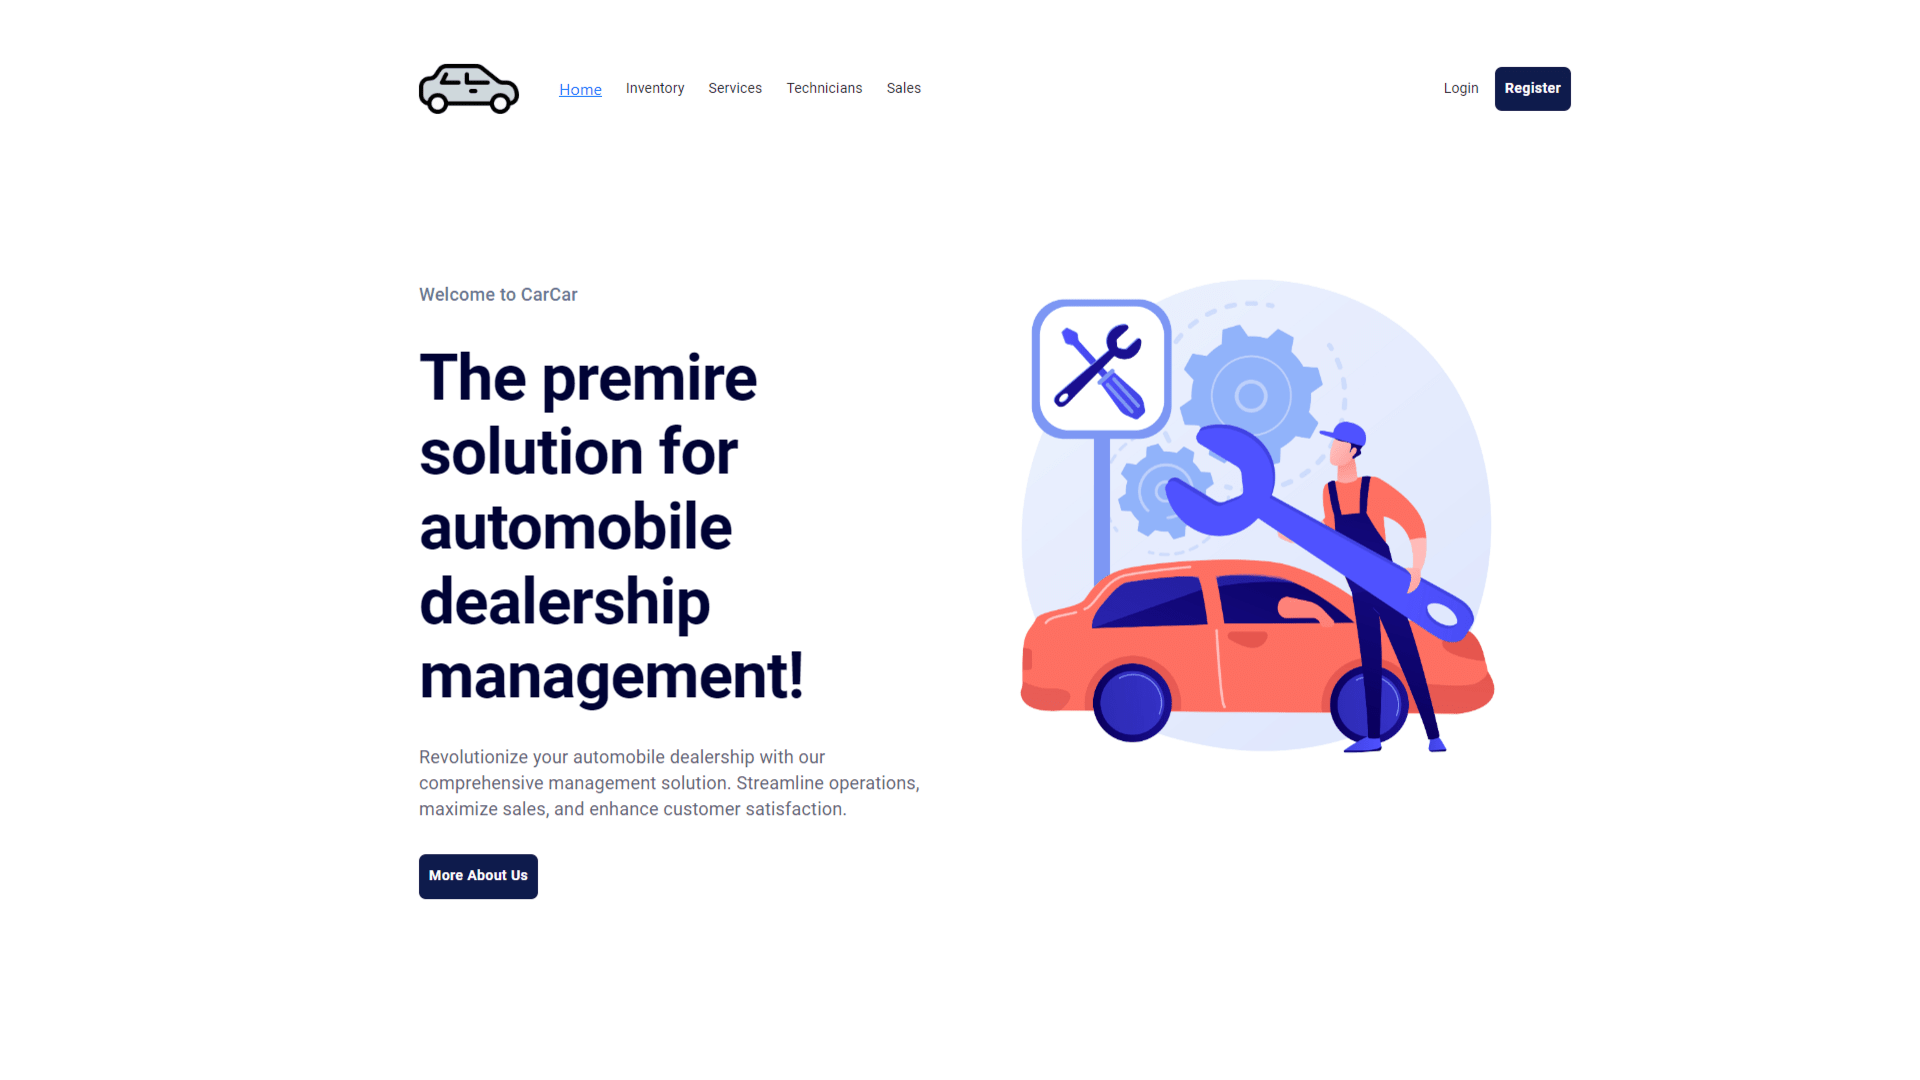 Home Inventory Services Technicians Sales Login Register
Welcome to CarCar
The premire
solution for
automobile
dealership
management!
Revolutionize your automobile dealership with our
comprehensive management solution. Streamline operations,
maximize sales, and enhance customer satisfaction.
More About Us